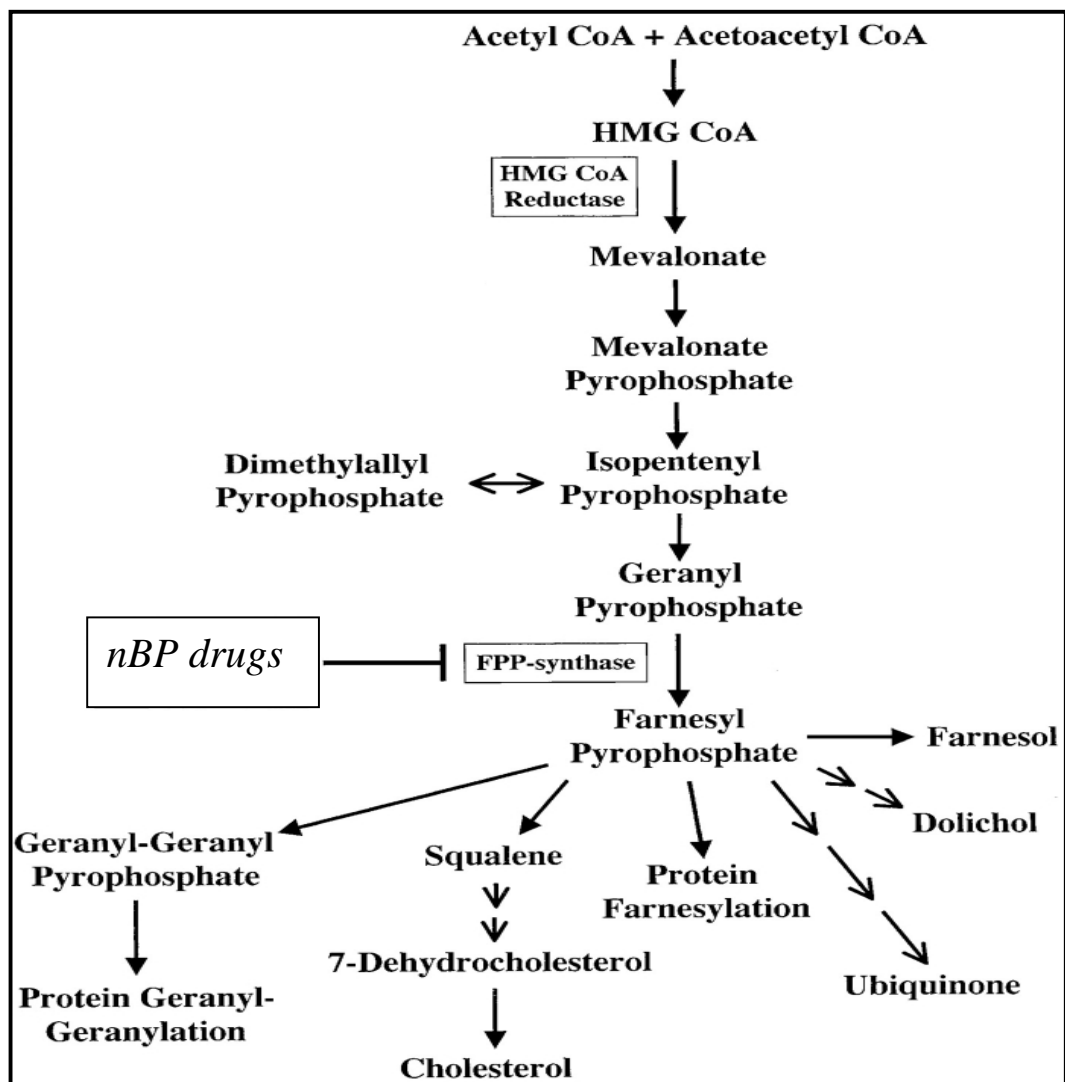 Acetyl CoA + Acetoacetyl CoA
HMG CoA
HMG CoA
Reductase
Mevalonate
Mevalonate
Pyrophosphate
Dimethylallyl
Pyrophosphate
Isopentenyl
Pyrophosphate
Geranyl
Pyrophosphate
nBP drugs
FPP-synthase
Farnesyl
Pyrophosphate
Farnesol
Dolichol
Geranyl-Geranyl
Pyrophosphate
Squalene
Protein
Farnesylation
7-Dehydrocholesterol
Ubiquinone
Protein Geranyl-
Geranylation
Cholesterol